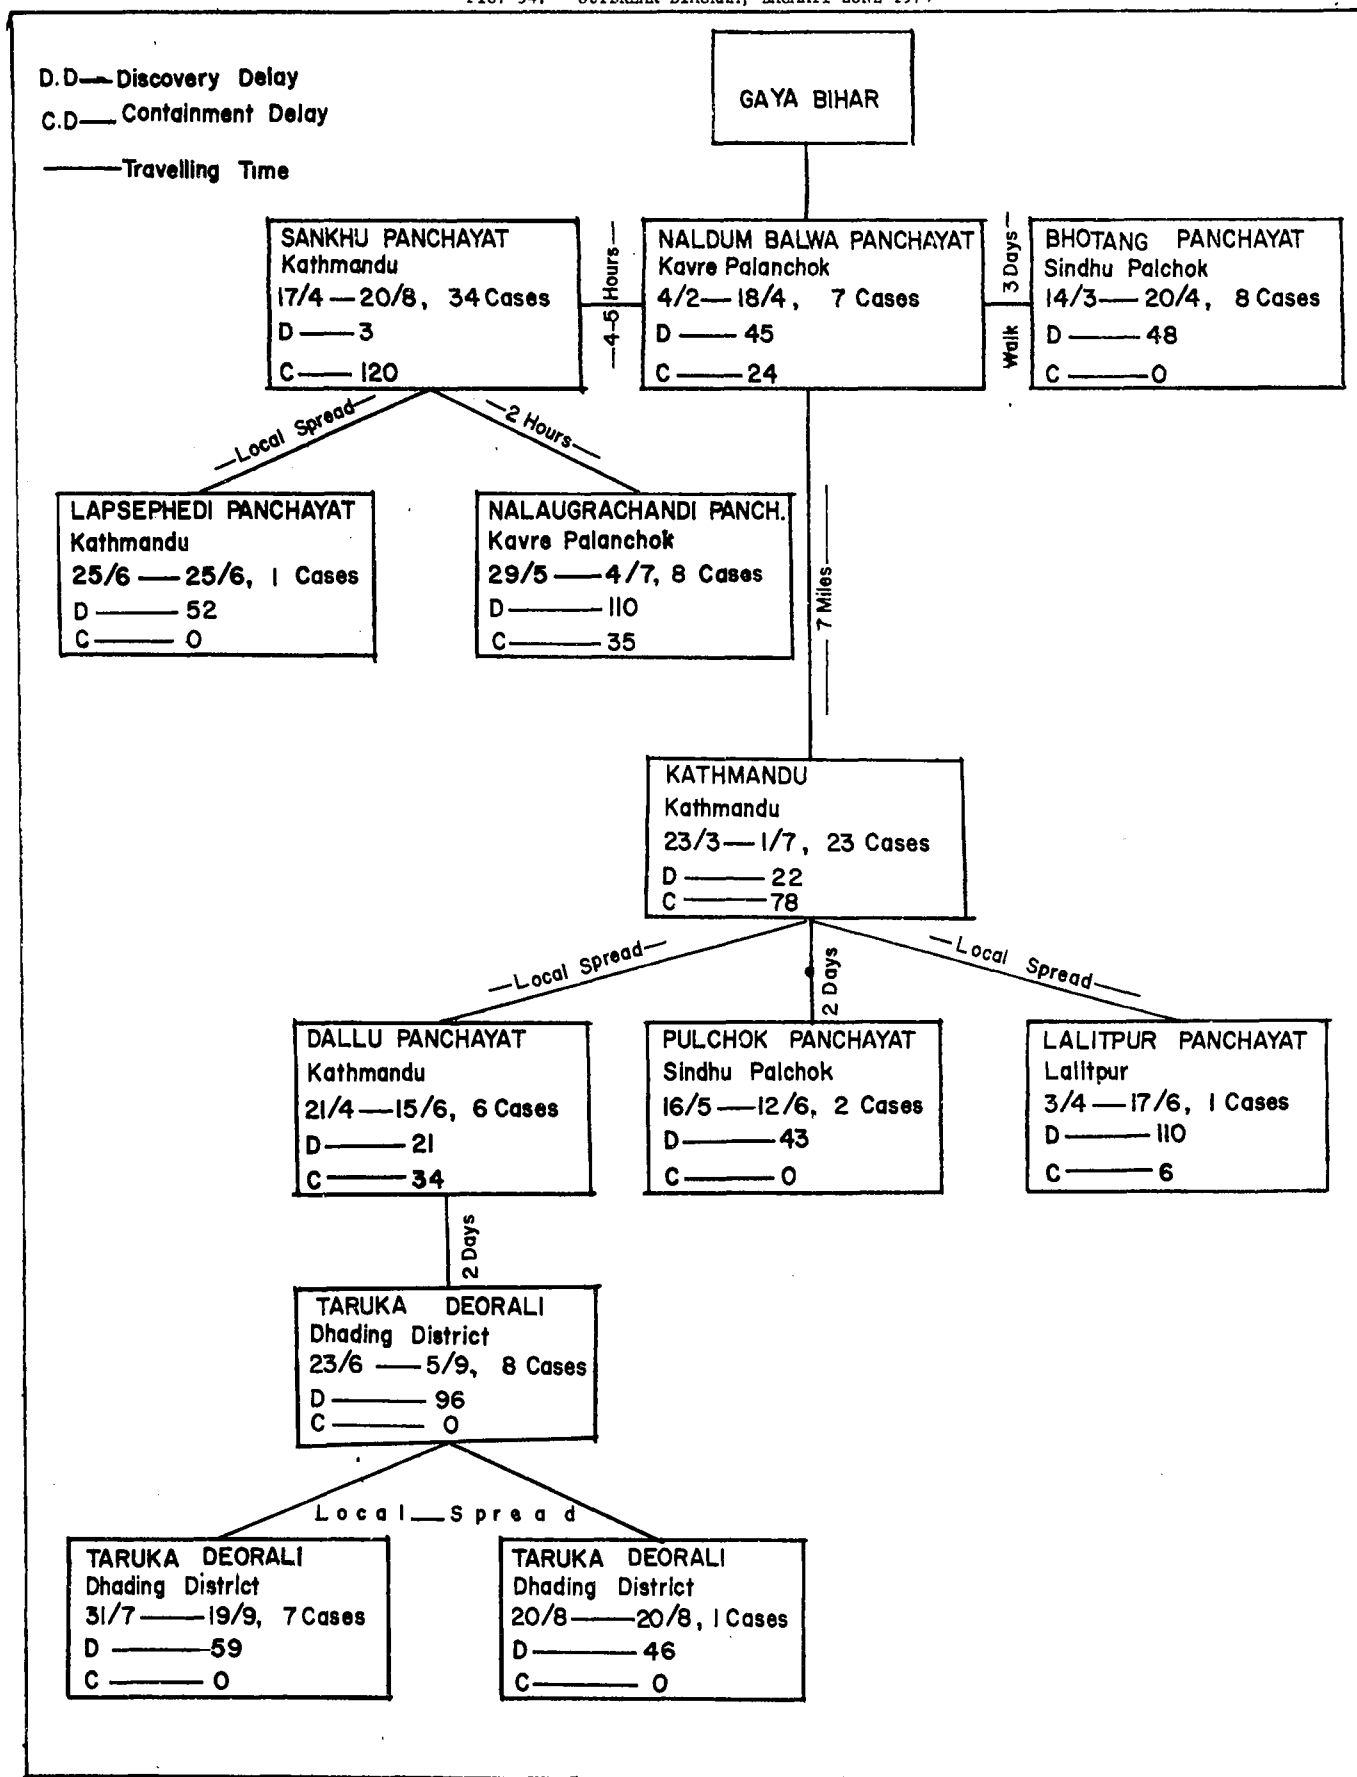 D.D— Discovery Delay
C.D— Containment Delay
——Travelling Time
GAYA BIHAR
SANKHU PANCHAYAT
Kathmandu
17/4 — 20/8, 34 Cases
D — 3
C — 120
—4-5 Hours—
NALDUM BALWA PANCHAYAT
Kavre Palanchok
4/2 — 18/4, 7 Cases
D — 45
C — 24
Walk 3 Days—
BHOTANG PANCHAYAT
Sindhu Palchok
14/3 — 20/4, 8 Cases
D — 48
C — 0
—Local Spread—
—2 Hours—
LAPSEPHEDI PANCHAYAT
Kathmandu
25/6 — 25/6, 1 Cases
D — 52
C — 0
NALAUGRACHANDI PANCH.
Kavre Palanchok
29/5 — 4/7, 8 Cases
D — 110
C — 35
—7 Miles—
KATHMANDU
Kathmandu
23/3 — 1/7, 23 Cases
D — 22
C — 78
—Local Spread—
2 Days
—Local Spread—
DALLU PANCHAYAT
Kathmandu
21/4 — 15/6, 6 Cases
D — 21
C — 34
PULCHOK PANCHAYAT
Sindhu Palchok
16/5 — 12/6, 2 Cases
D — 43
C — 0
LALITPUR PANCHAYAT
Lalitpur
3/4 — 17/6, 1 Cases
D — 110
C — 6
2 Days
TARUKA DEORALI
Dhading District
23/6 — 5/9, 8 Cases
D — 96
C — 0
Local — Spread
TARUKA DEORALI
Dhading District
31/7 — 19/9, 7 Cases
D — 59
C — 0
TARUKA DEORALI
Dhading District
20/8 — 20/8, 1 Cases
D — 46
C — 0